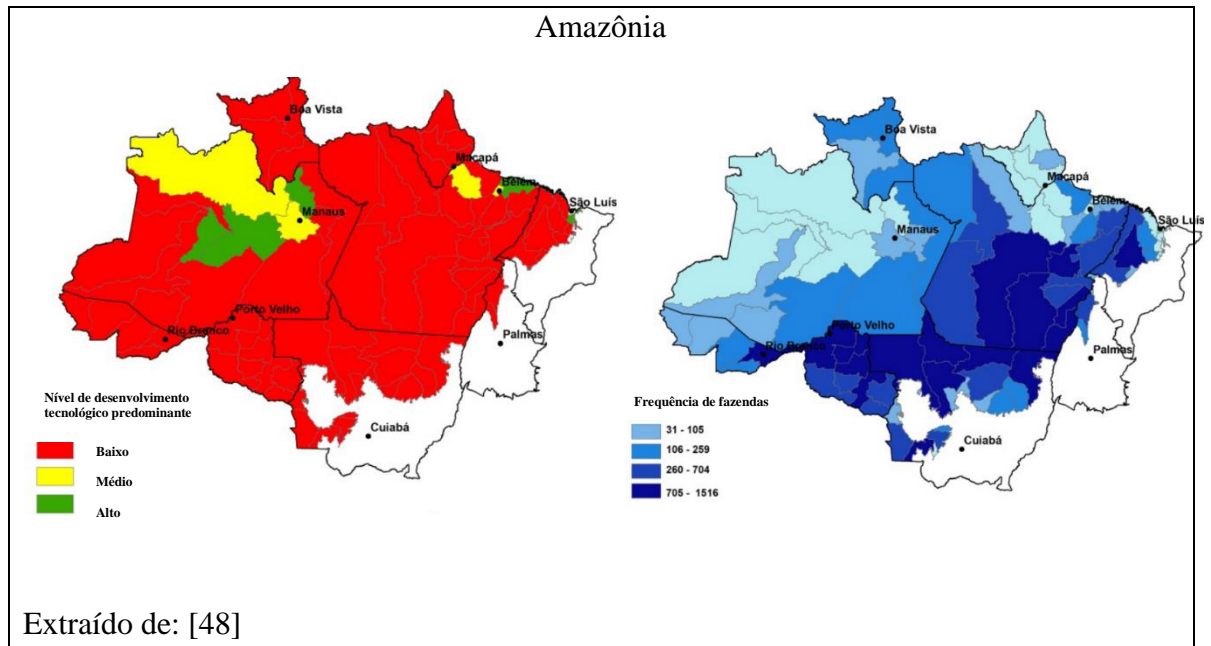 Amazônia
Boa Vista
Macapá
Belém
São Luís
Manaus
Porto Velho
Rio Branco
Palmas
Cuiabá
Nível de desenvolvimento
tecnológico predominante
Baixo
Médio
Alto
Boa Vista
Macapá
Belém
São Luís
Manaus
Porto Velho
Rio Branco
Palmas
Cuiabá
Frequência de fazendas
31 - 105
106 - 259
260 - 704
705 - 1516
Extraído de: [48]